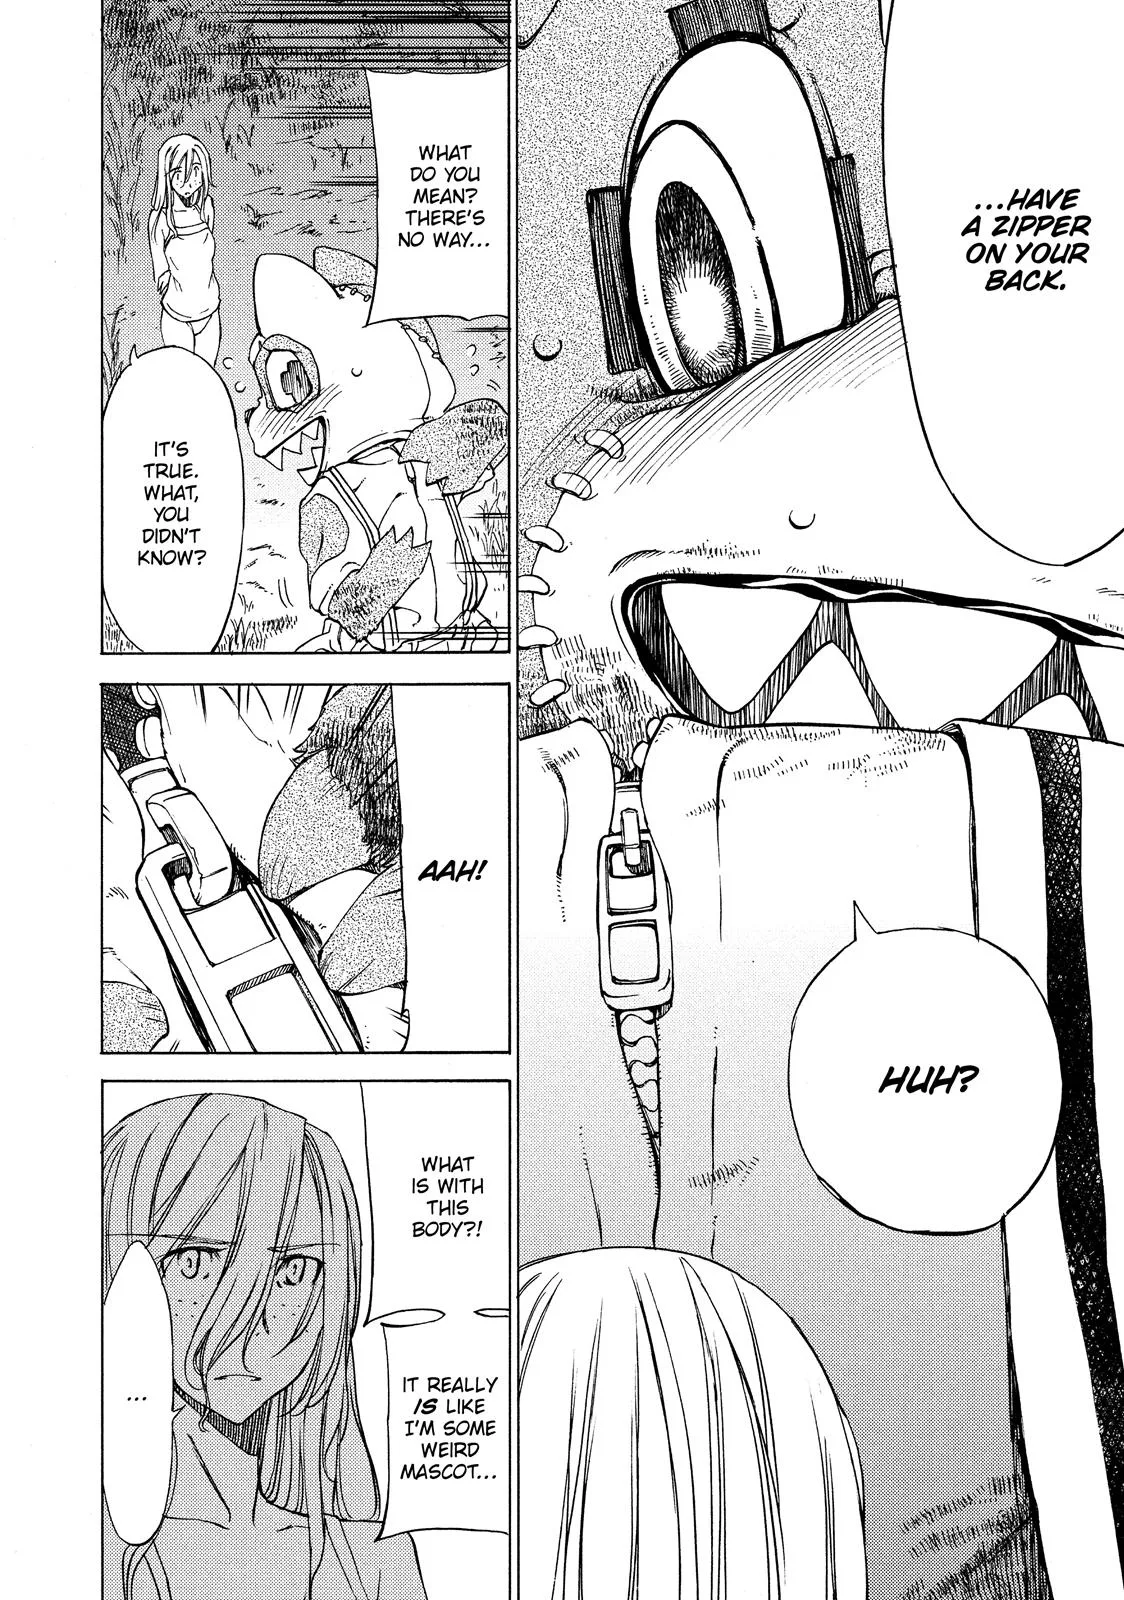 ...HAVE
A ZIPPER
ON YOUR
BACK.
HUH?
WHAT
DO YOU
MEAN?
THERE'S
NO WAY...
IT'S
TRUE.
WHAT,
YOU
DIDN'T
KNOW?
AAH!
WHAT
IS WITH
THIS
BODY?!
IT REALLY
IS LIKE
I'M SOME
WEIRD
MASCOT...
...